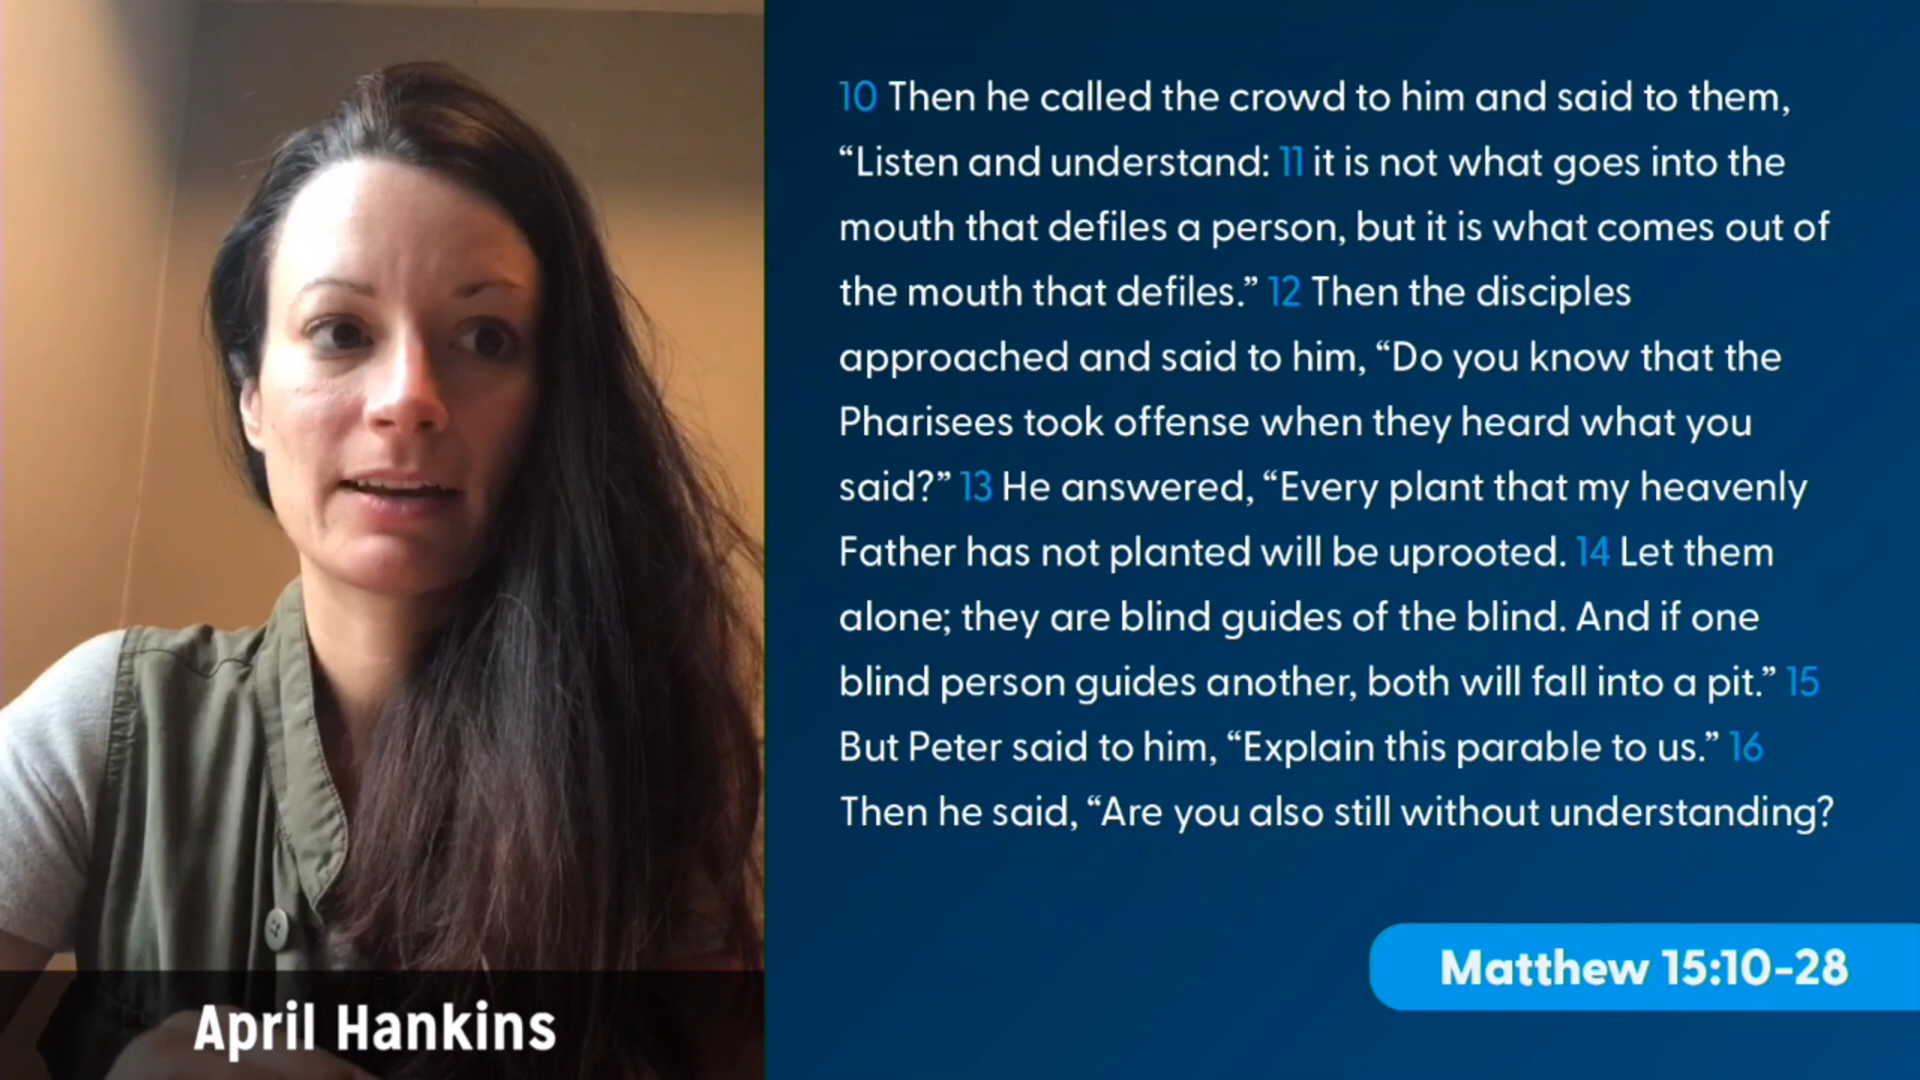 10 Then he called the crowd to him and said to them,
“Listen and understand: 11 it is not what goes into the
mouth that defiles a person, but it is what comes out of
the mouth that defiles.” 12 Then the disciples
approached and said to him, “Do you know that the
Pharisees took offense when they heard what you
said?” 13 He answered, “Every plant that my heavenly
Father has not planted will be uprooted. 14 Let them
alone; they are blind guides of the blind. And if one
blind person guides another, both will fall into a pit.” 15
But Peter said to him, “Explain this parable to us.” 16
Then he said, “Are you also still without understanding?
Matthew 15:10-28
April Hankins